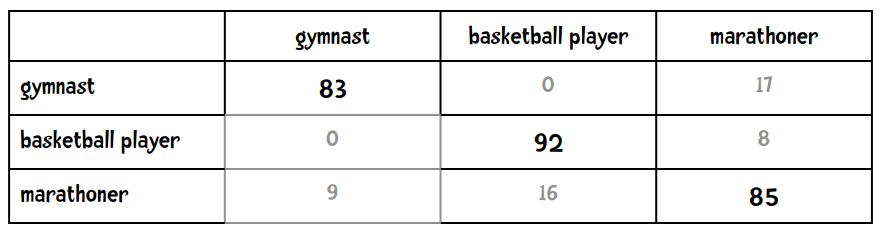 gymnast basketball player marathoner
gymnast 83 0 17
basketball player 0 92 8
marathoner 9 16 85